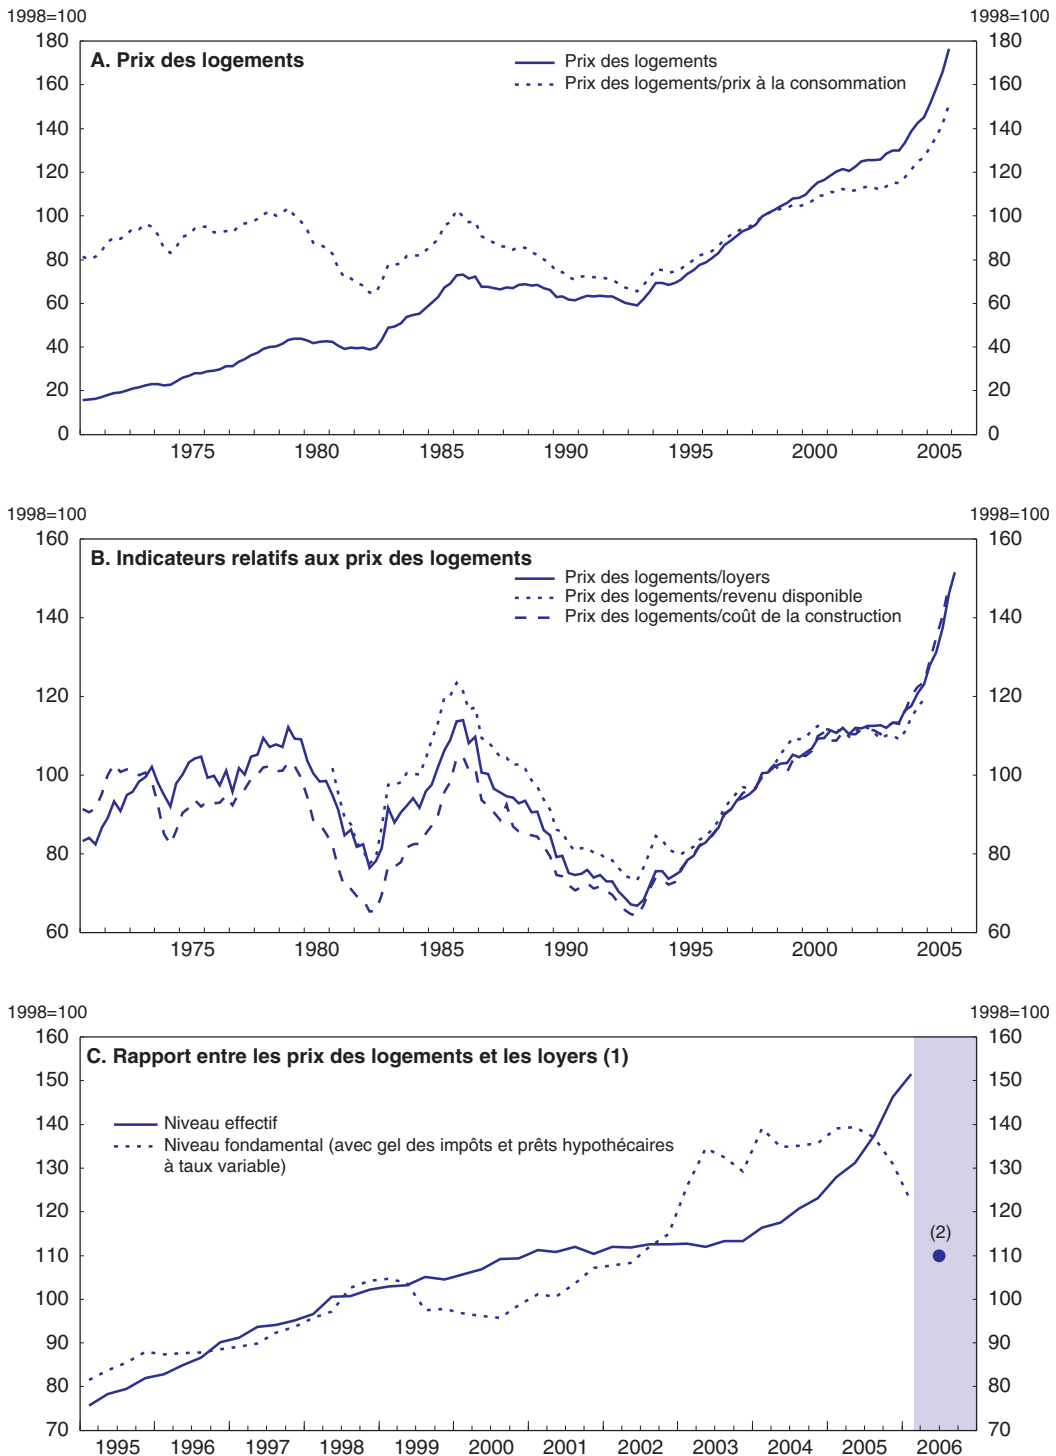 1998=100 1998=100
A. Prix des logements
Prix des logements
Prix des logements/prix à la consommation
180 180
160 160
140 140
120 120
100 100
80 80
60 60
40 40
20 20
0 0
1975 1980 1985 1990 1995 2000 2005
1998=100 1998=100
B. Indicateurs relatifs aux prix des logements
Prix des logements/loyers
Prix des logements/revenu disponible
Prix des logements/coût de la construction
160 160
140 140
120 120
100 100
80 80
60 60
1975 1980 1985 1990 1995 2000 2005
1998=100 1998=100
C. Rapport entre les prix des logements et les loyers (1)
Niveau effectif
Niveau fondamental (avec gel des impôts et prêts hypothécaires
à taux variable)
(2)
160 160
150 150
140 140
130 130
120 120
110 110
100 100
90 90
80 80
70 70
1995 1996 1997 1998 1999 2000 2001 2002 2003 2004 2005 2006